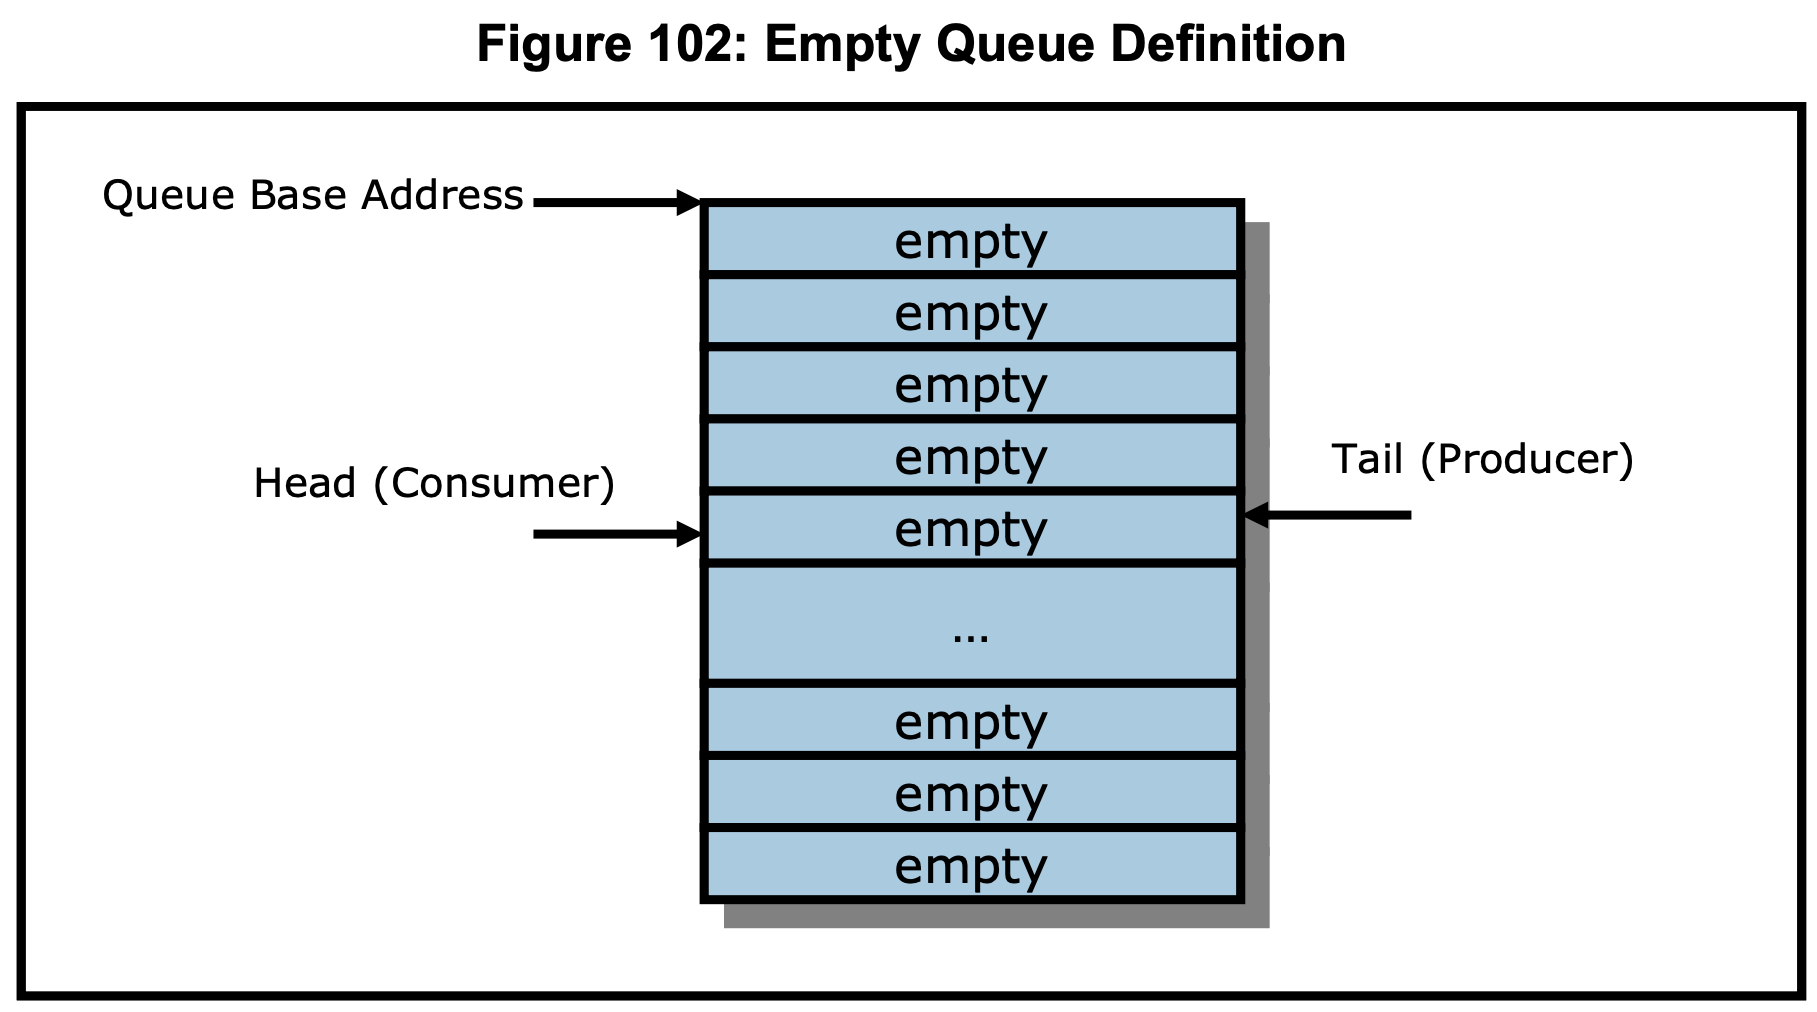 Figure 102: Empty Queue Definition
Queue Base Address
empty
empty
empty
empty
Head (Consumer)
Tail (Producer)
empty
...
empty
empty
empty